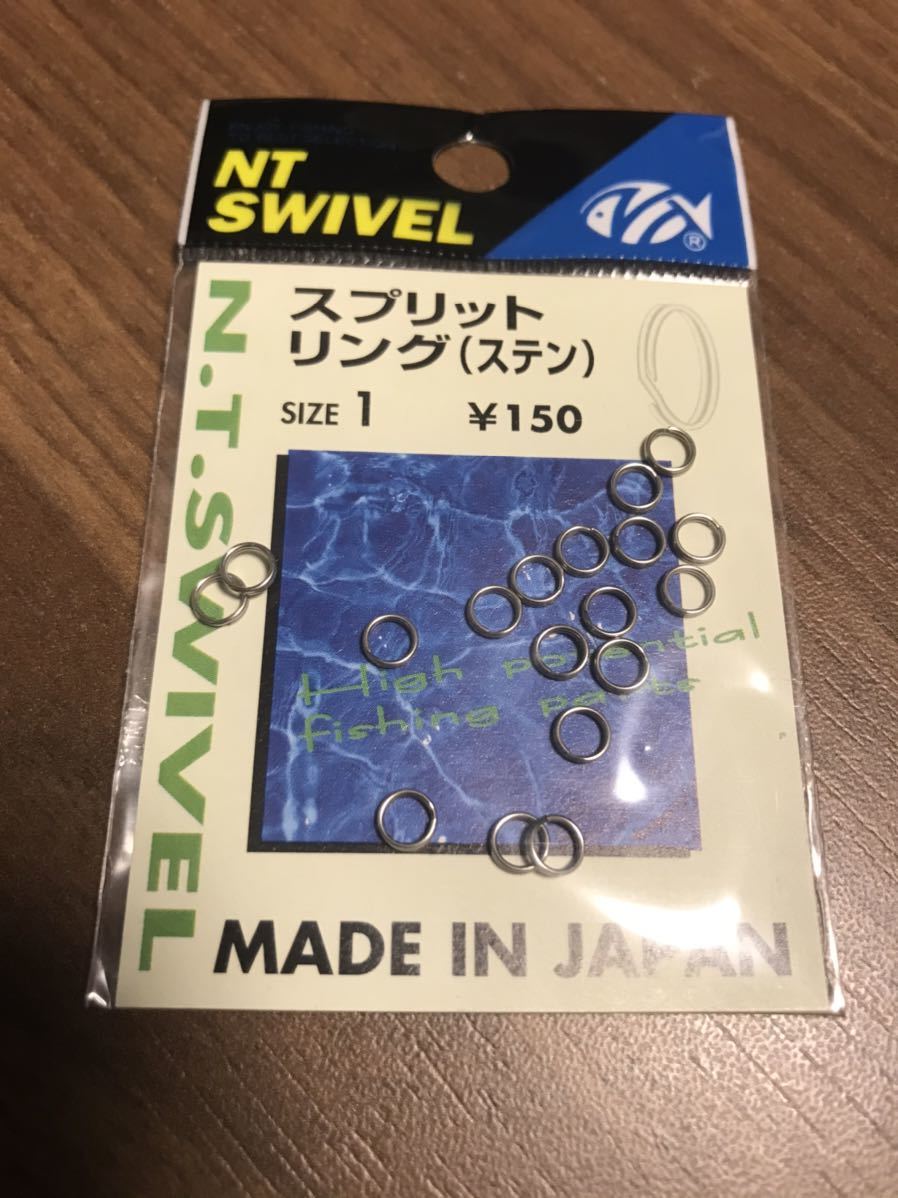 NT
SWIVEL
®
N.T.SWIVEL
スプリット
リング(ステン)
SIZE 1 ¥150
High potential
fishing parts
MADE IN JAPAN